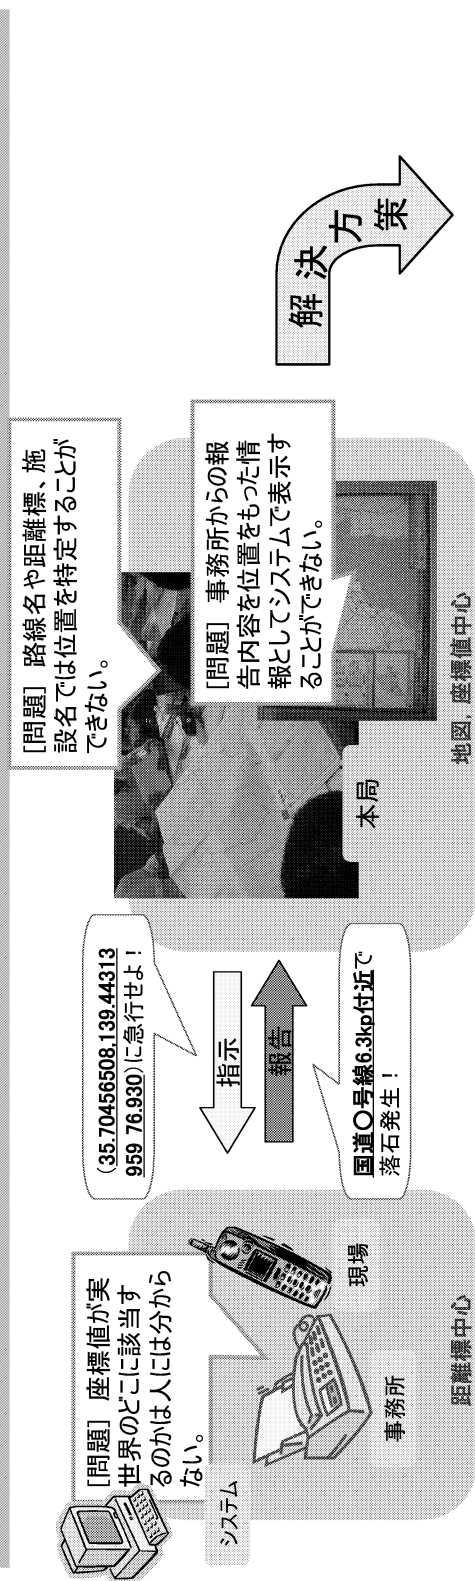 [問題] 座標値が実
世界のどこに該当す
るのかは人には分から
ない。
システム
事務所
現場
距離標中心
(35.70456508,139.44313
959 76.930)に急行せよ!
指示
報告
国道〇号線6.3kp付近で
落石発生!
[問題] 路線名や距離標、施
設名では位置を特定することが
できない。
[問題] 事務所からの報
告内容を位置をもった情
報としてシステムで表示す
ることができない。
本局
地図, 座標値中心
解決方策